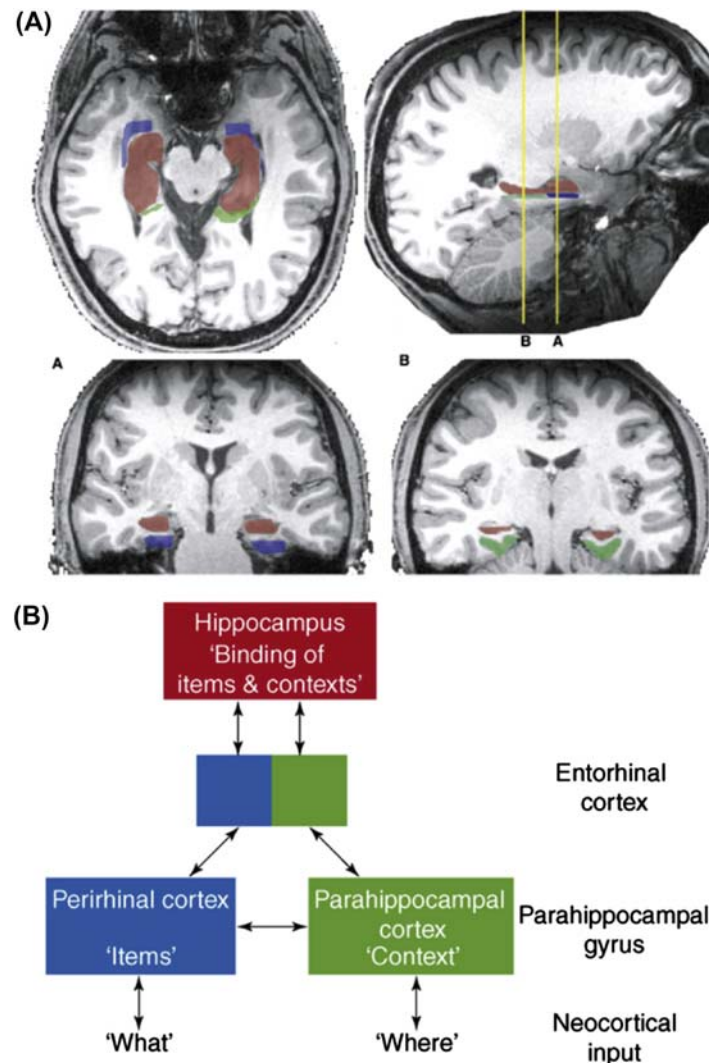 (A)
B A
A
B
(B)
Hippocampus
‘Binding of
items & contexts’
Entorhinal
cortex
Perirhinal cortex
‘Items’
Parahippocampal
cortex
‘Context’
Parahippocampal
gyrus
‘What’
‘Where’
Neocortical
input